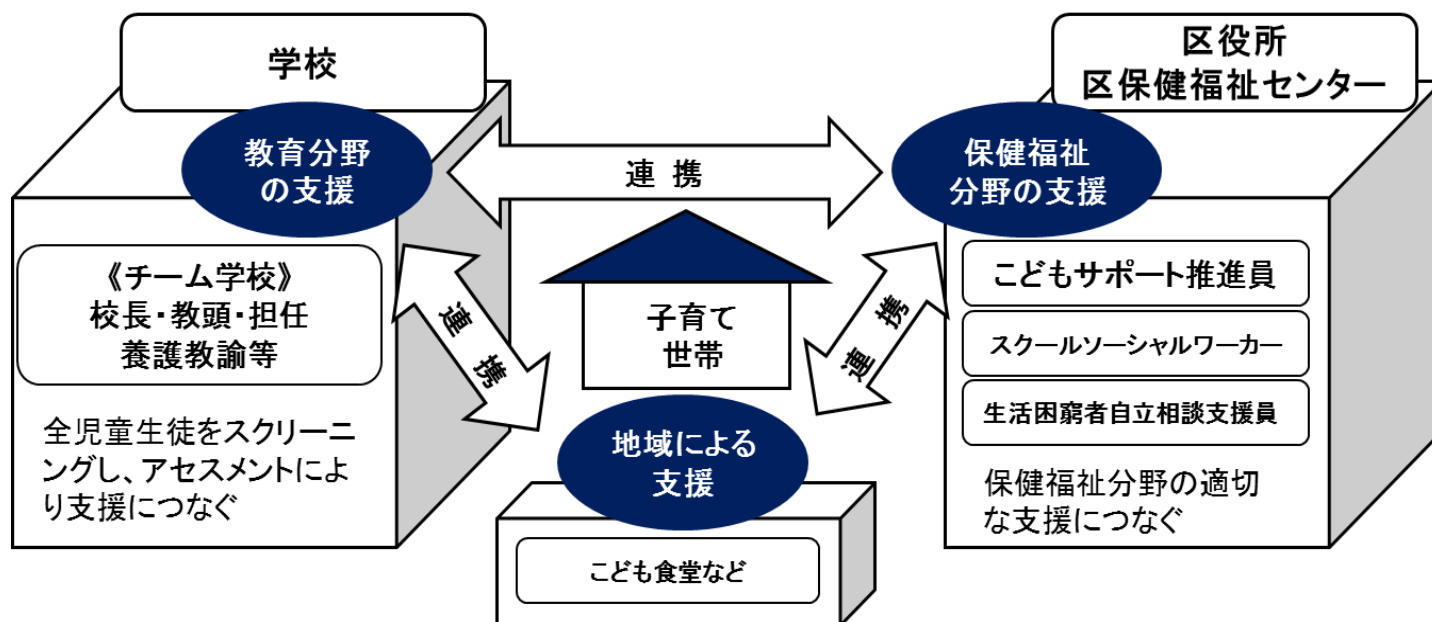 学校
区役所
区保健福祉センター
教育分野
の支援
連 携
保健福祉
分野の支援
《チーム学校》
校長・教頭・担任
養護教諭等
全児童生徒をスクリーニ
ングし、アセスメントによ
り支援につなぐ
連 携
子育て
世帯
連 携
こどもサポート推進員
スクールソーシャルワーカー
生活困窮者自立相談支援員
保健福祉分野の適切
な支援につなぐ
地域による
支援
こども食堂など